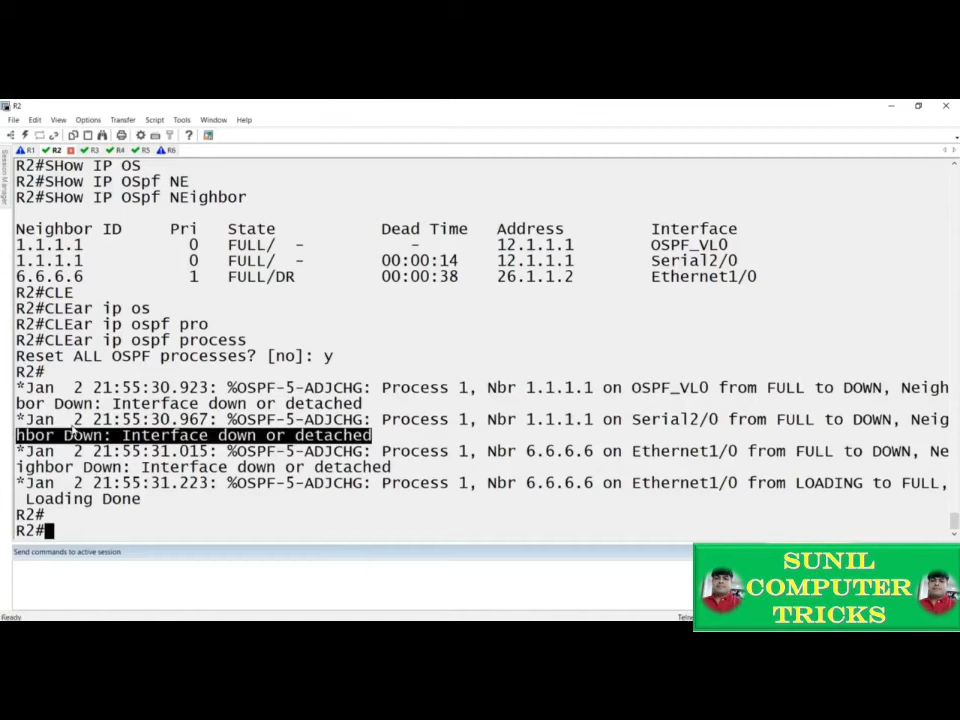 R2
File Edit View Options Transfer Script Tools Window Help
R1 R2 R3 R4 R5 R6
Session Manager
R2#SHow IP OS
R2#SHow IP OSpf NE
R2#SHow IP OSpf NEighbor
Neighbor ID Pri State Dead Time Address Interface
1.1.1.1 0 FULL/ - - 12.1.1.1 OSPF_VL0
1.1.1.1 0 FULL/ - 00:00:14 12.1.1.1 Serial2/0
6.6.6.6 1 FULL/DR 00:00:38 26.1.1.2 Ethernet1/0
R2#CLE
R2#CLEar ip os
R2#CLEar ip ospf pro
R2#CLEar ip ospf process
Reset ALL OSPF processes? [no]: y
R2#
*Jan 2 21:55:30.923: %OSPF-5-ADJCHG: Process 1, Nbr 1.1.1.1 on OSPF_VL0 from FULL to DOWN, Neigh
bor Down: Interface down or detached
*Jan 2 21:55:30.967: %OSPF-5-ADJCHG: Process 1, Nbr 1.1.1.1 on Serial2/0 from FULL to DOWN, Neig
hbor Down: Interface down or detached
*Jan 2 21:55:31.015: %OSPF-5-ADJCHG: Process 1, Nbr 6.6.6.6 on Ethernet1/0 from FULL to DOWN, Ne
ighbor Down: Interface down or detached
*Jan 2 21:55:31.223: %OSPF-5-ADJCHG: Process 1, Nbr 6.6.6.6 on Ethernet1/0 from LOADING to FULL,
Loading Done
R2#
R2#
Send commands to active session
Ready
SUNIL
COMPUTER
TRICKS